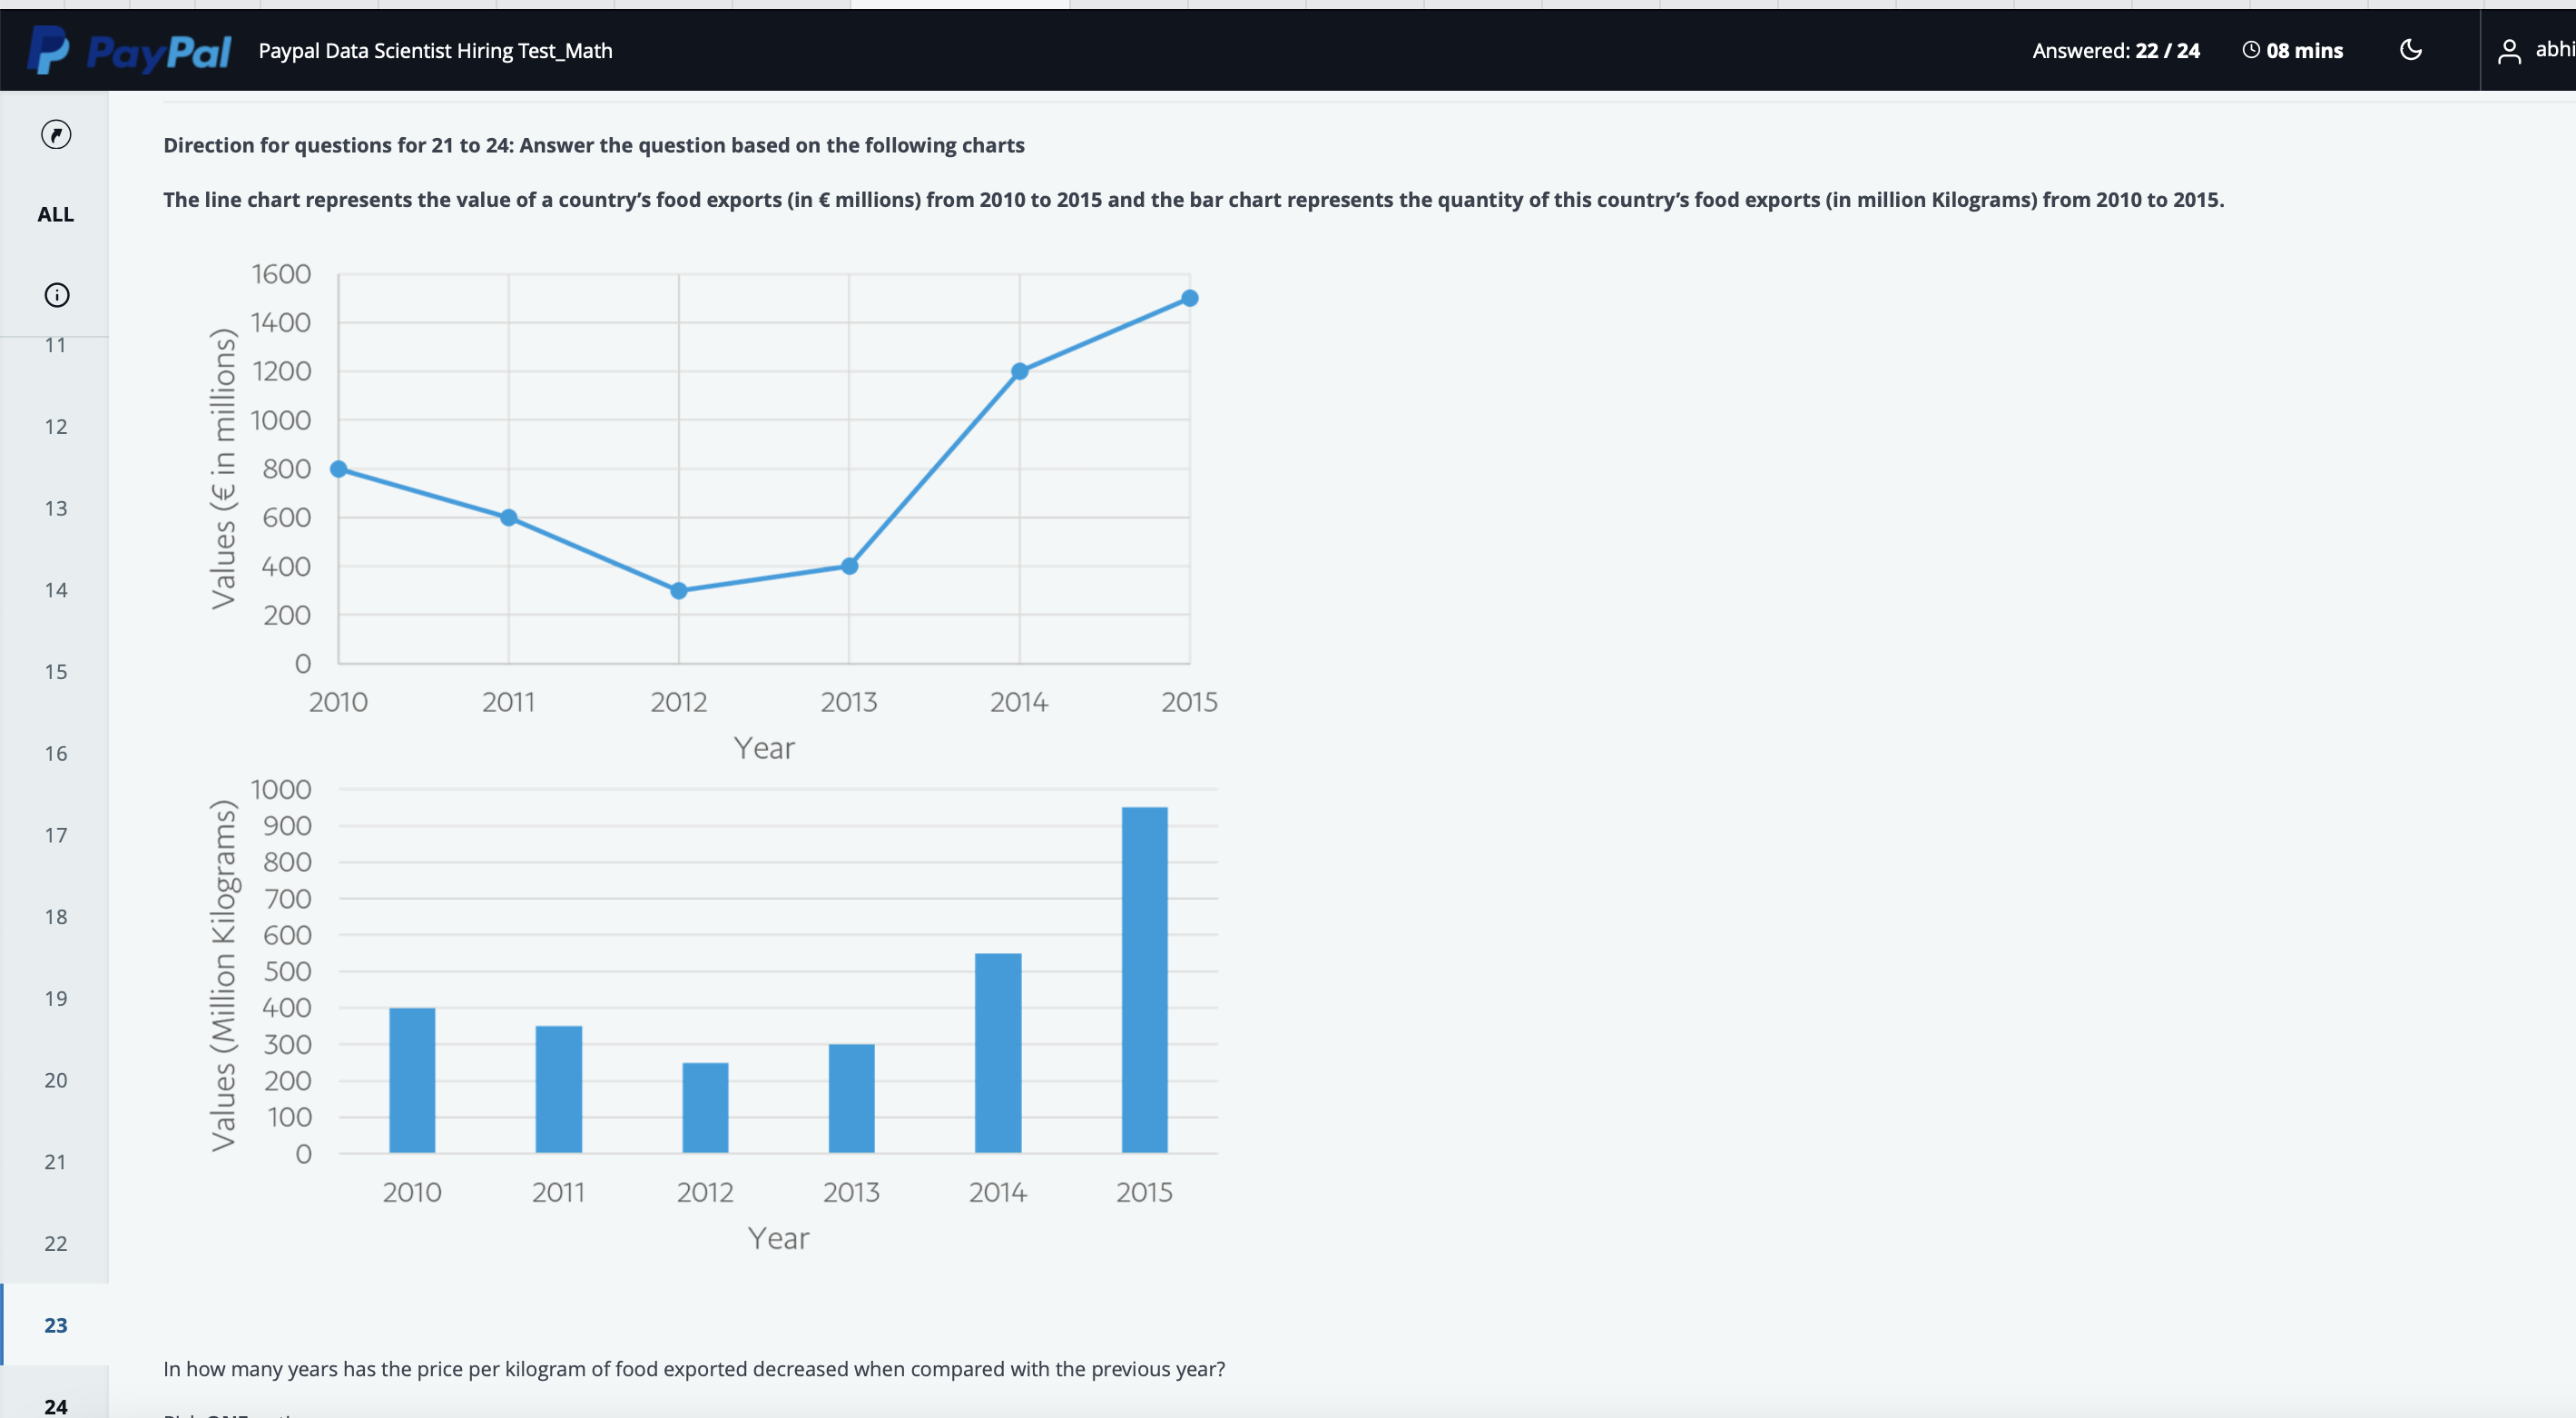 PayPal
Paypal Data Scientist Hiring Test_Math
Answered: 22 / 24
08 mins
abhi
ALL
11
12
13
14
15
16
17
18
19
20
21
22
23
24
Direction for questions for 21 to 24: Answer the question based on the following charts
The line chart represents the value of a country’s food exports (in € millions) from 2010 to 2015 and the bar chart represents the quantity of this country’s food exports (in million Kilograms) from 2010 to 2015.
Values (€ in millions)
1600
1400
1200
1000
800
600
400
200
0
2010 2011 2012 2013 2014 2015
Year
Values (Million Kilograms)
1000
900
800
700
600
500
400
300
200
100
0
2010 2011 2012 2013 2014 2015
Year
In how many years has the price per kilogram of food exported decreased when compared with the previous year?